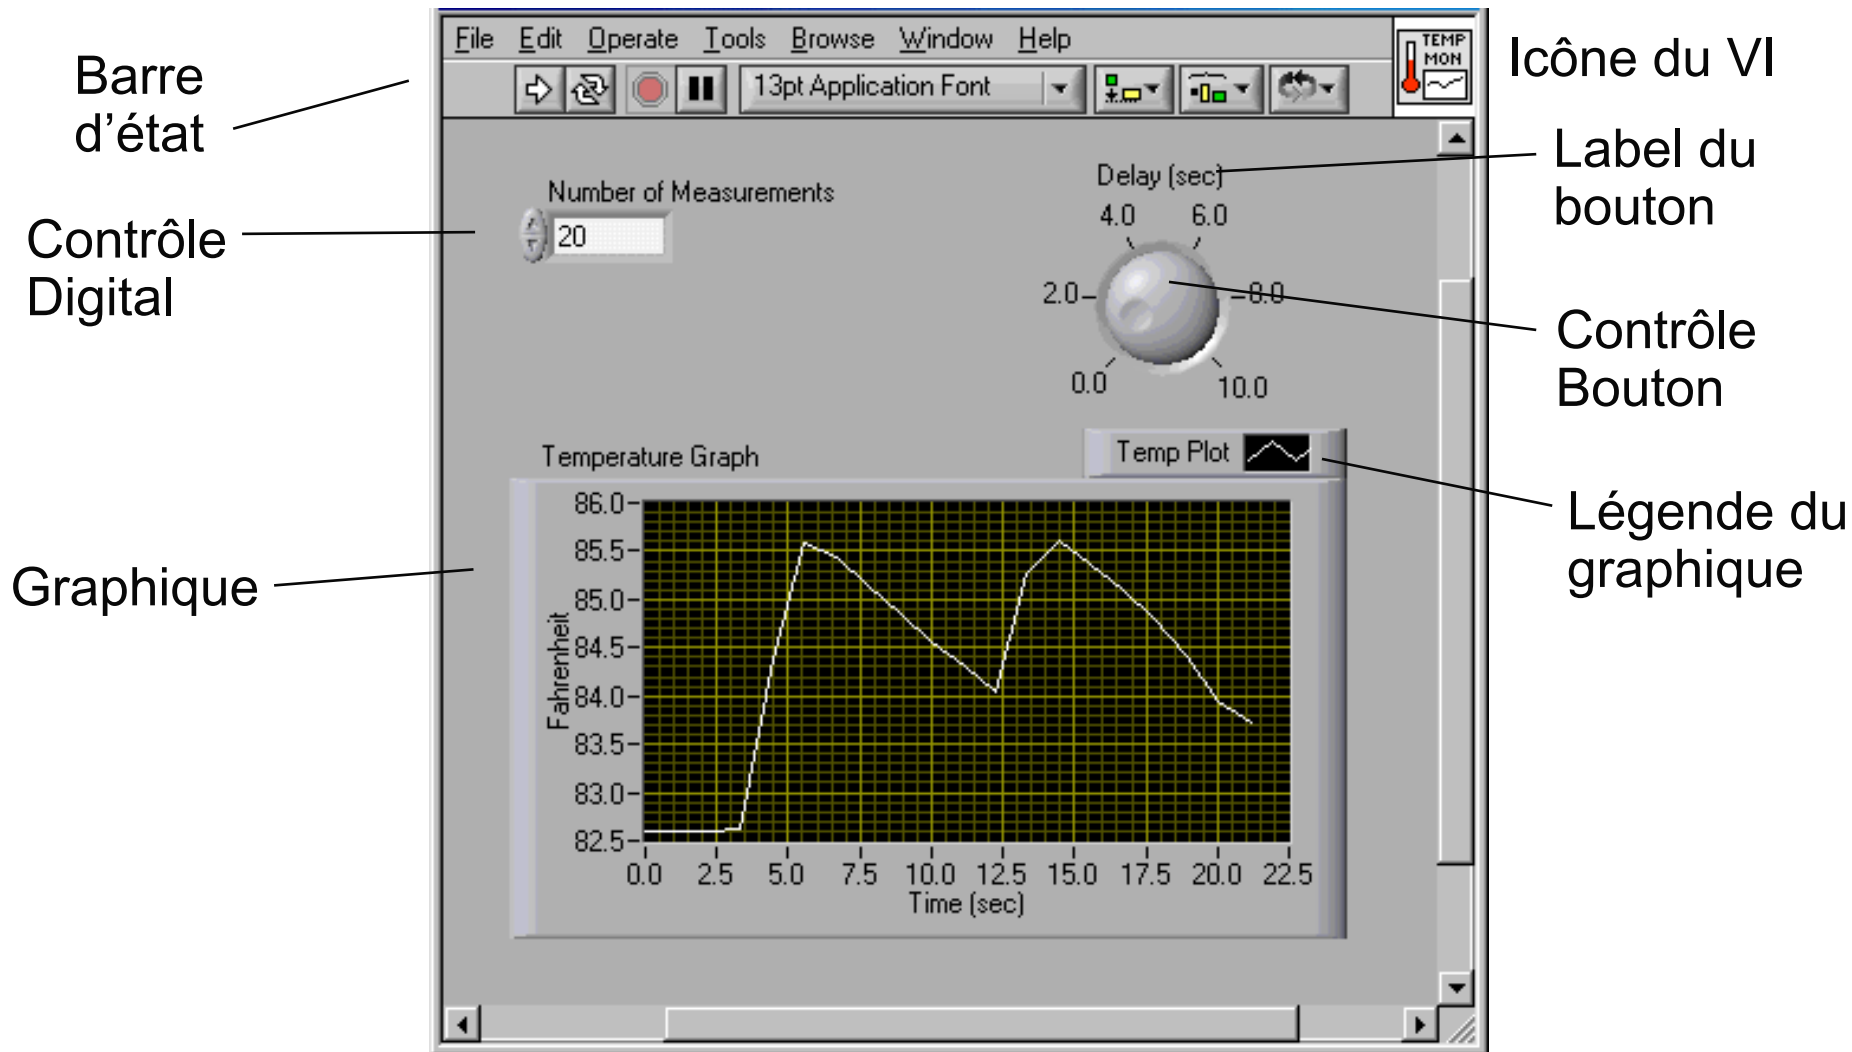 File Edit Operate Tools Browse Window Help
13pt Application Font
TEMP
MON
Icône du VI
Barre
d'état
Label du
bouton
Contrôle
Digital
Number of Measurements
20
Delay (sec)
4.0 6.0
2.0 8.0
0.0 10.0
Contrôle
Bouton
Temperature Graph
Temp Plot
Légende du
graphique
Graphique
86.0
85.5
85.0
84.5
84.0
83.5
83.0
82.5
Fahrenheit
0.0 2.5 5.0 7.5 10.0 12.5 15.0 17.5 20.0 22.5
Time (sec)